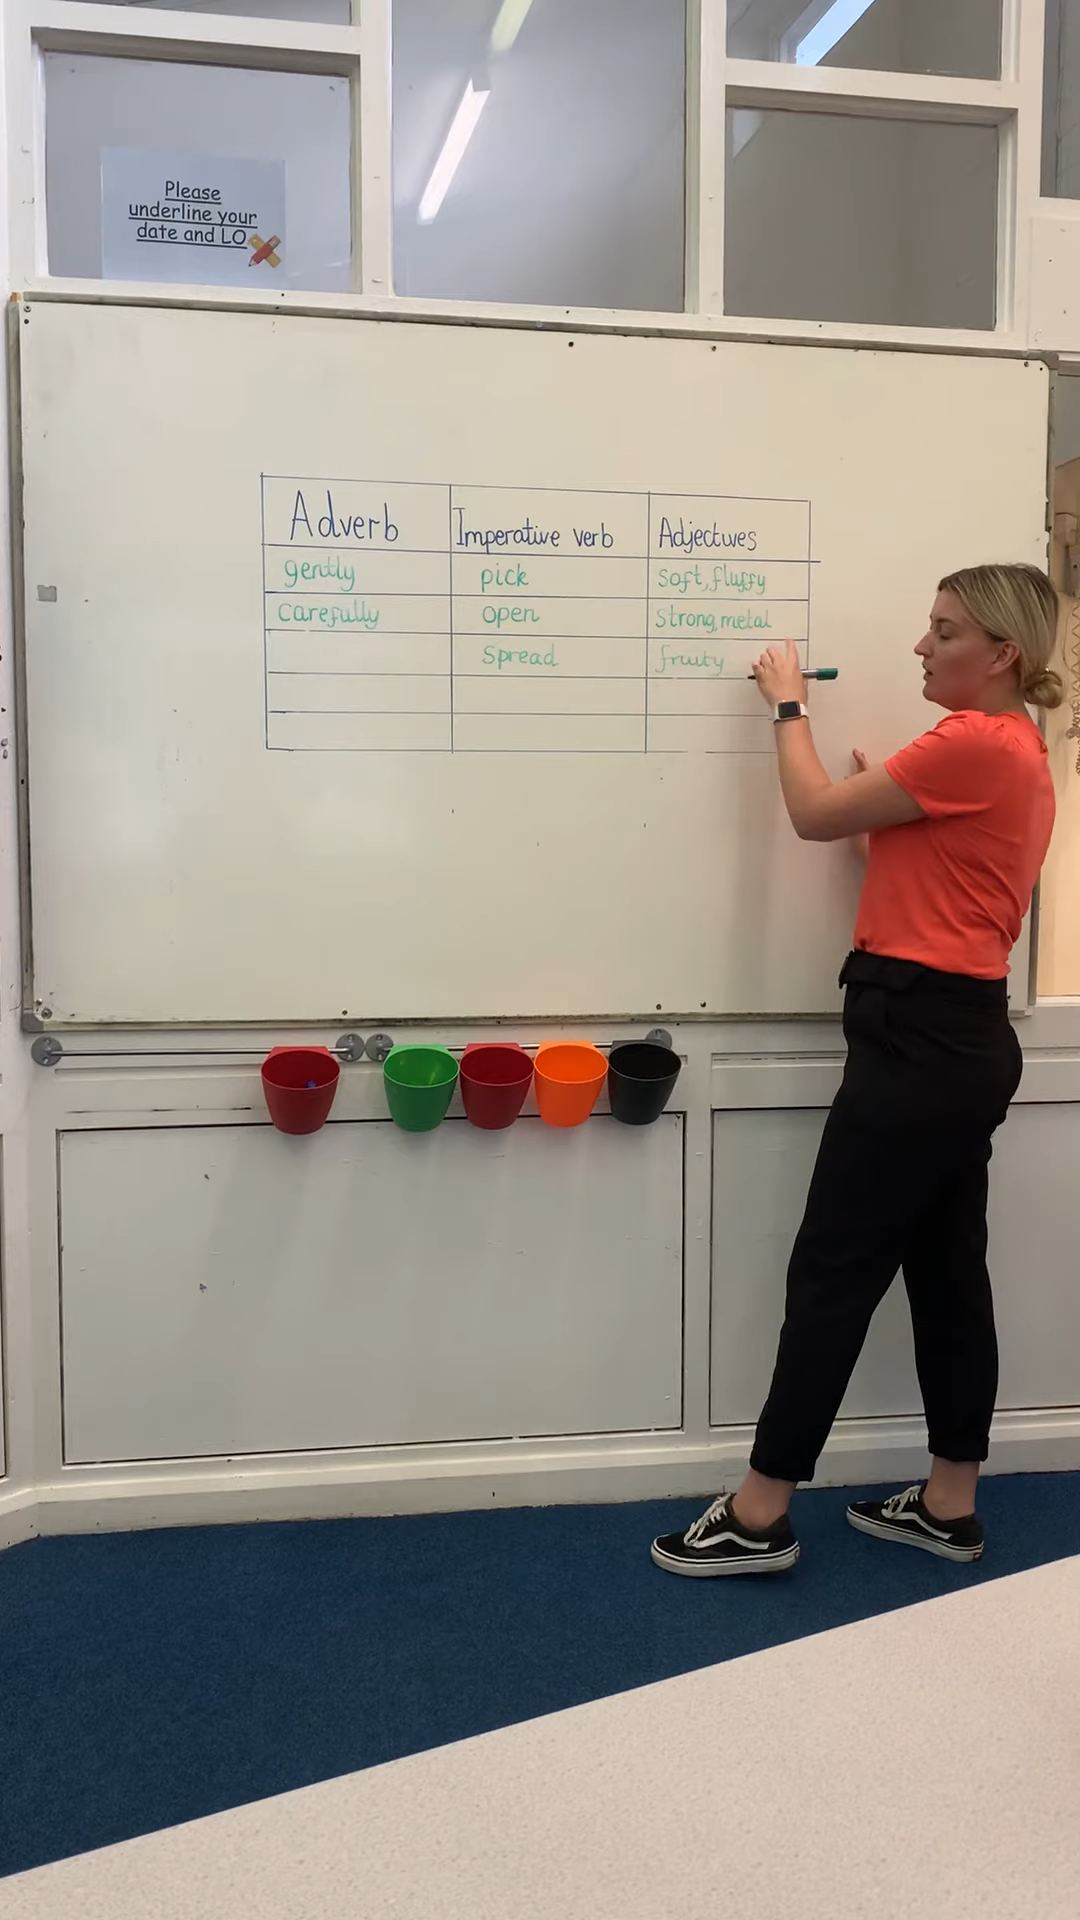 Please
underline your
date and LO
Adverb Imperative verb Adjectives
gently pick soft, fluffy
carefully open strong, metal
spread fruity